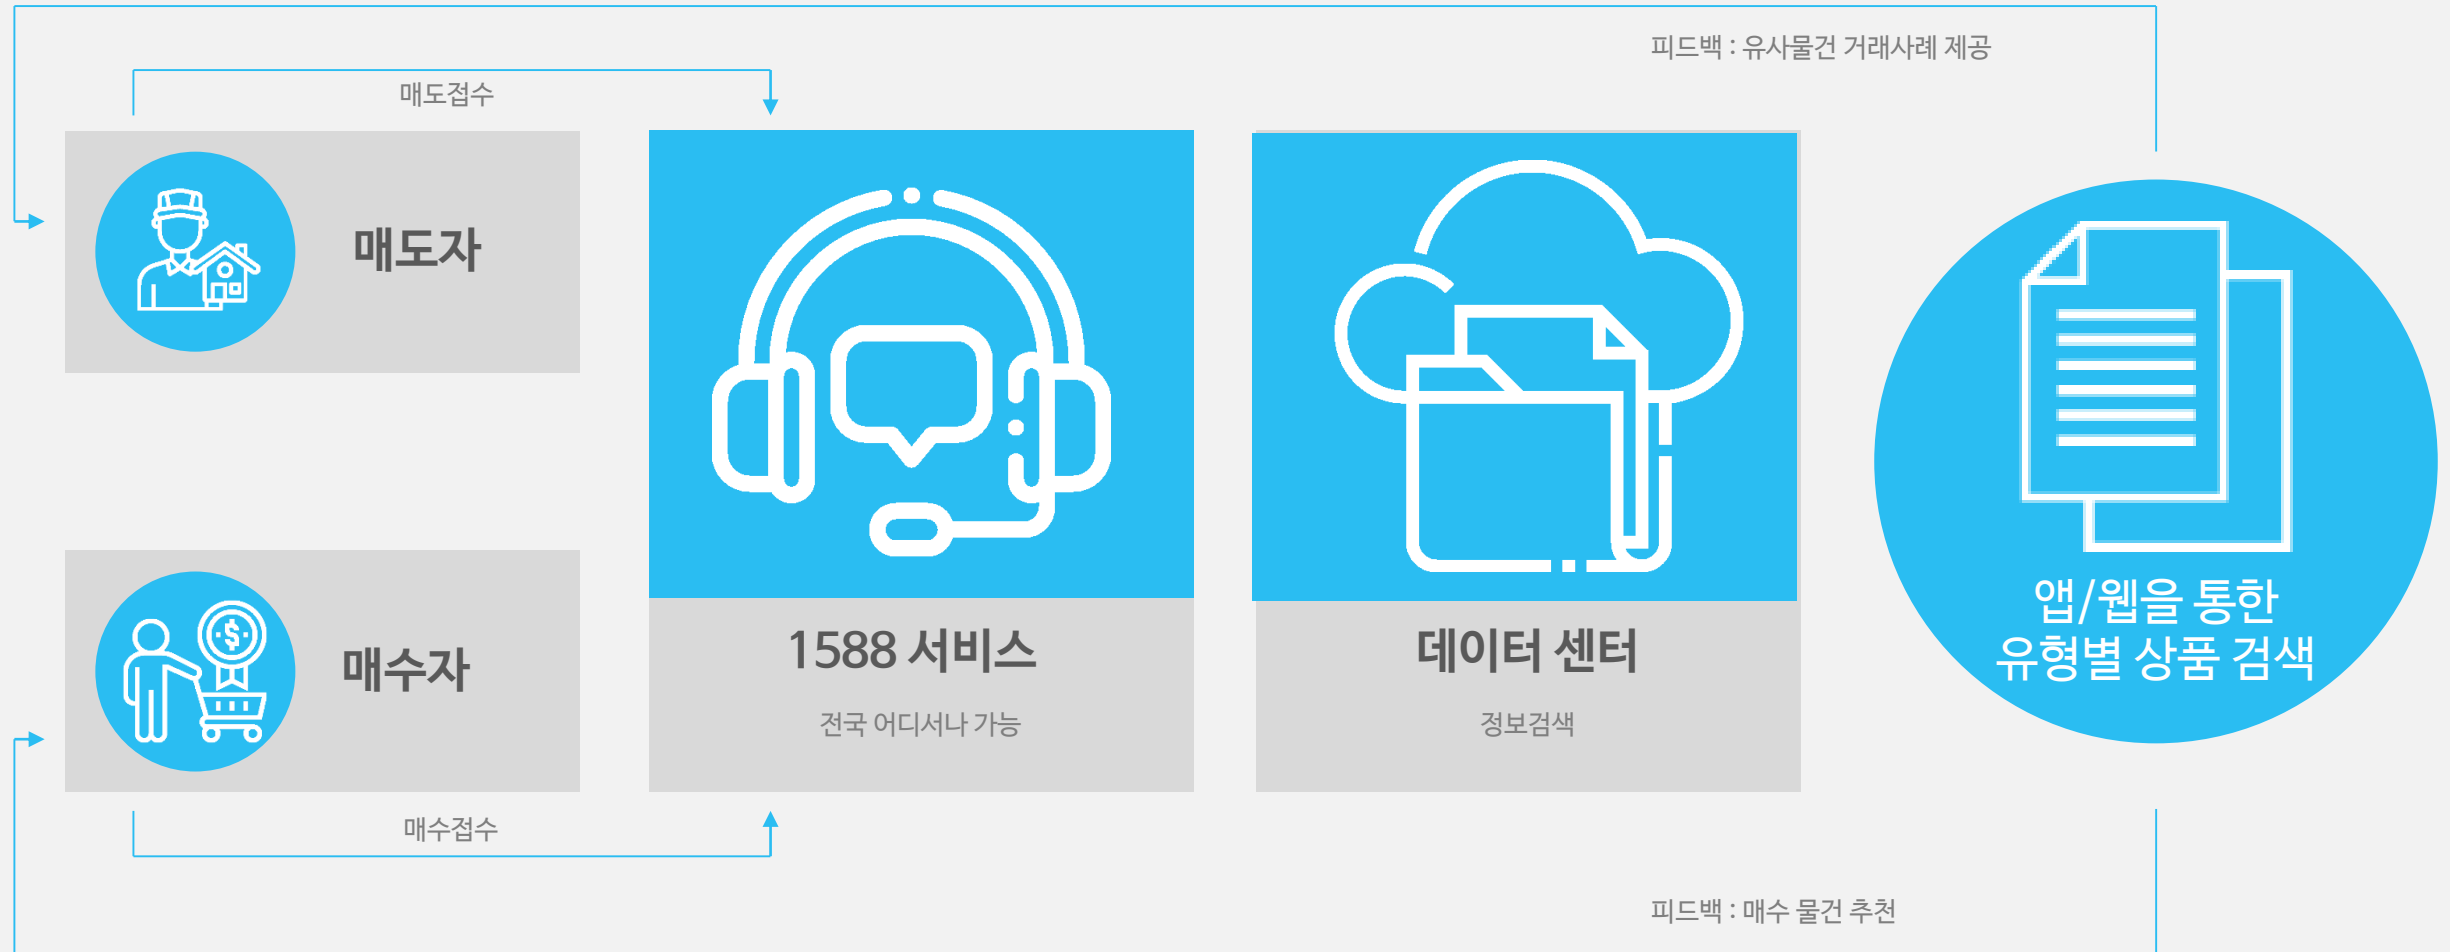 피드백 : 유사물건 거래사례 제공
매도접수
매도자
매수자
1588 서비스
전국 어디서나 가능
데이터 센터
정보검색
앱/웹을 통한
유형별 상품 검색
매수접수
피드백 : 매수 물건 추천